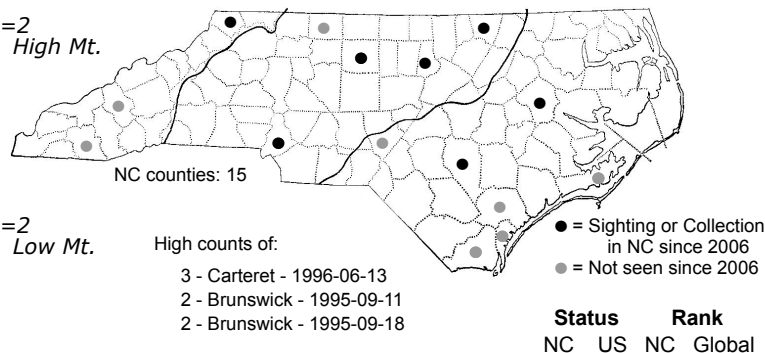 =2
High Mt.
NC counties: 15
=2
Low Mt.
High counts of:
3 - Carteret - 1996-06-13
2 - Brunswick - 1995-09-11
2 - Brunswick - 1995-09-18
= Sighting or Collection
in NC since 2006
= Not seen since 2006
Status Rank
NC US NC Global